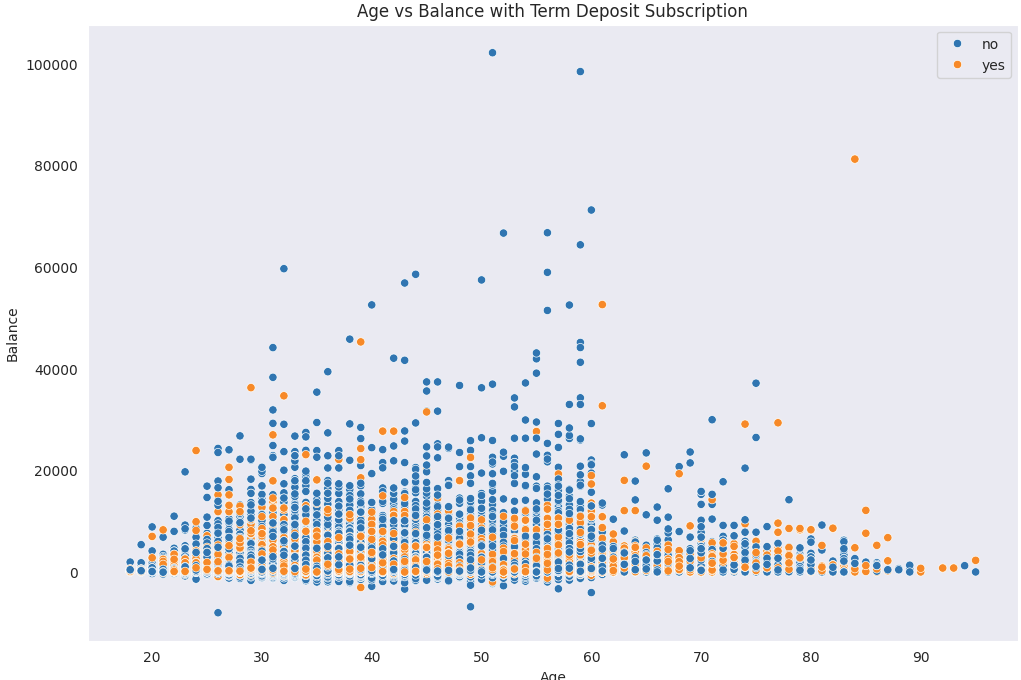 Age vs Balance with Term Deposit Subscription
no
yes
100000
80000
60000
40000
20000
0
Balance
20 30 40 50 60 70 80 90
Age